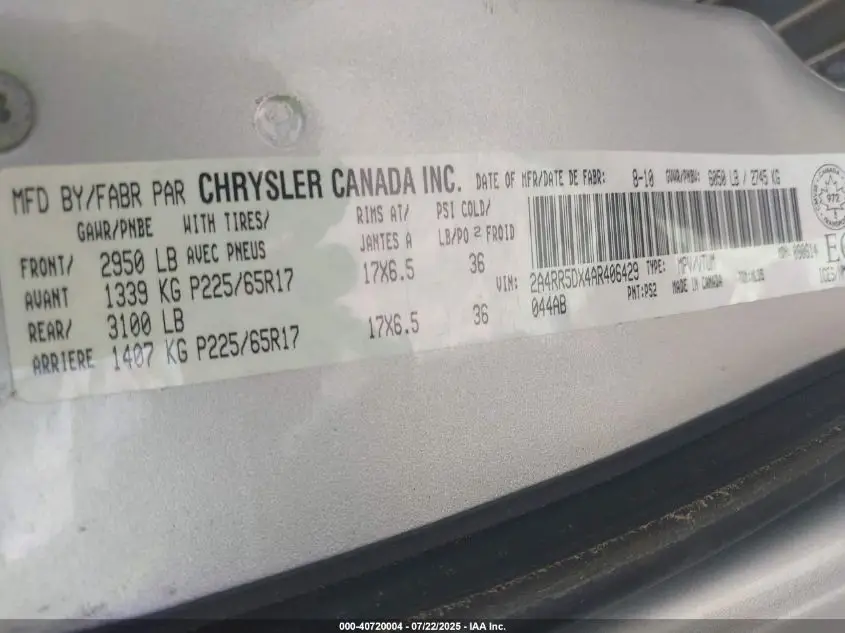 MFD BY/FABR PAR CHRYSLER CANADA INC. DATE OF MFR/DATE DE FABR: 8-10 GVWR/PNBV: 6050 LB / 2745 KG
GAWR/PNBE WITH TIRES/ RIMS AT/ PSI COLD/
AVEC PNEUS JANTES A LB/PO 2 FROID
FRONT/ 2950 LB
AVANT 1339 KG P225/65R17 17X6.5 36
REAR/ 3100 LB
ARRIERE 1407 KG P225/65R17 17X6.5 36
VIN: 2A4RR5DX4AR406429 TYPE: MPV/VTUM
044AB PNT:PS2 MADE IN CANADA
CANADA
972
000-40720004 - 07/22/2025 - IAA Inc.